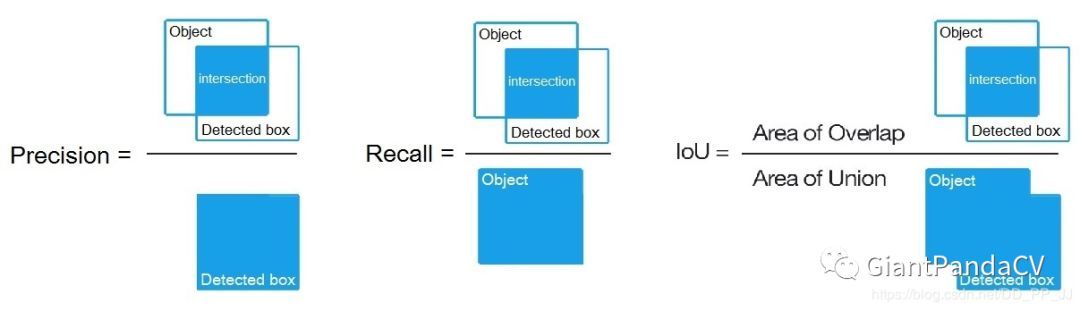 Object
intersection
Detected box
Precision =
Detected box
Object
intersection
Detected box
Recall =
Object
Object
intersection
Detected box
IoU =
Area of Overlap
Area of Union
Object
Detected box
GiantPandaCV
https://blog.csdn.net/DD_PP_JJ